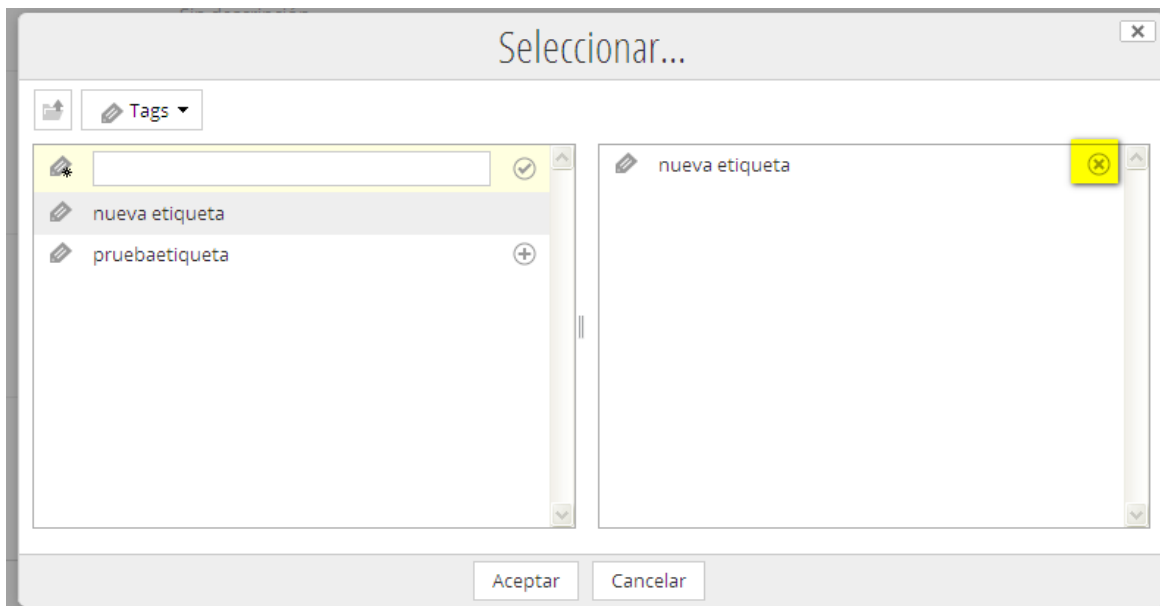 Seleccionar...
Tags
nueva etiqueta
pruebaetiqueta
nueva etiqueta
Aceptar
Cancelar